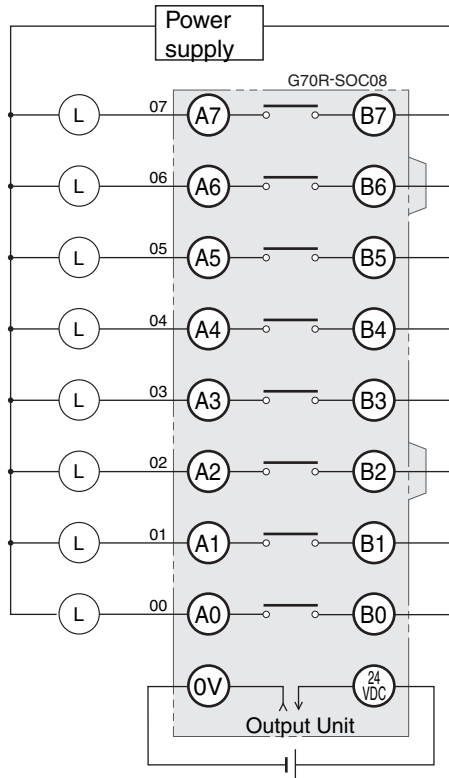 Power
supply
G70R-SOC08
L 07 A7 B7
L 06 A6 B6
L 05 A5 B5
L 04 A4 B4
L 03 A3 B3
L 02 A2 B2
L 01 A1 B1
L 00 A0 B0
0V 24
VDC
Output Unit